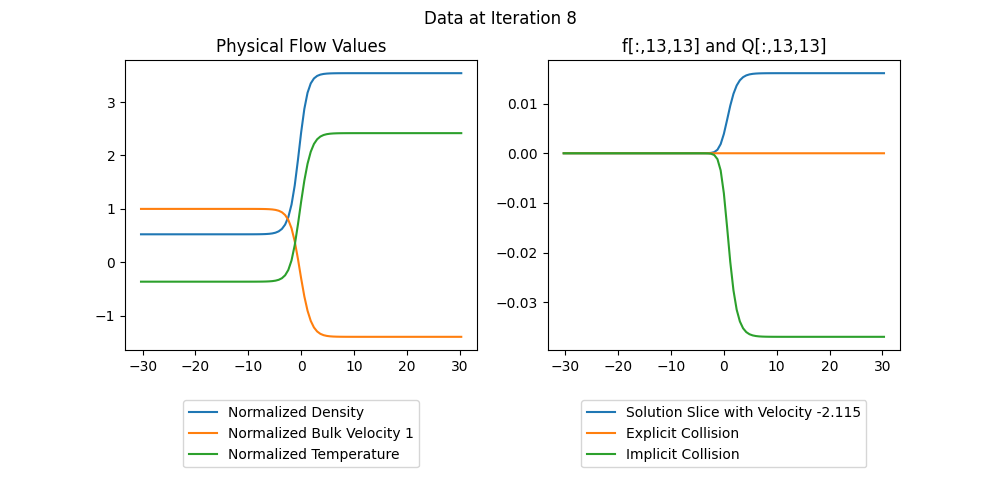 Data at Iteration 8
Physical Flow Values
3
2
1
0
−1
−30
−20
−10
0
10
20
30
Normalized Density
Normalized Bulk Velocity 1
Normalized Temperature
f[:,13,13] and Q[:,13,13]
0.01
0.00
−0.01
−0.02
−0.03
−30
−20
−10
0
10
20
30
Solution Slice with Velocity -2.115
Explicit Collision
Implicit Collision